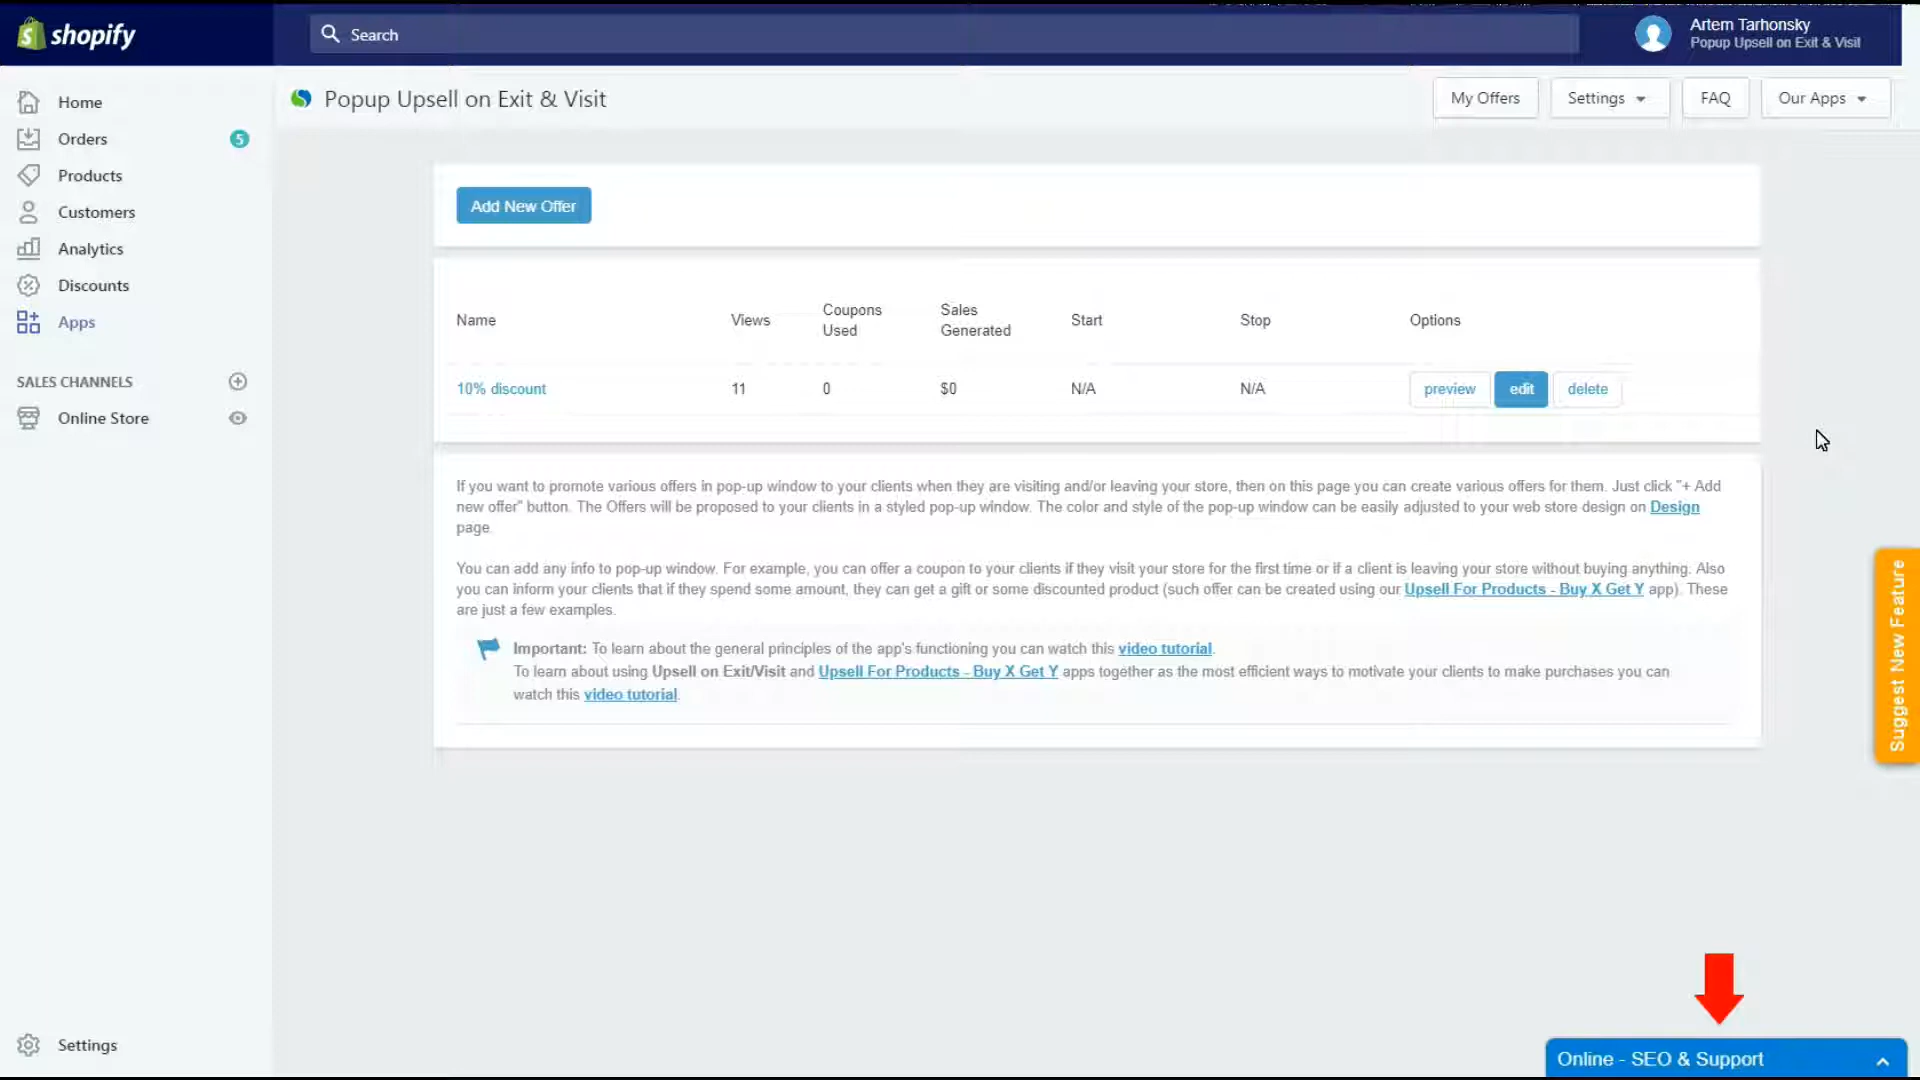 shopify
Search
Artem Tarhonsky
Popup Upsell on Exit & Visit
Home
Orders
5
Products
Customers
Analytics
Discounts
Apps
SALES CHANNELS
Online Store
Settings
Popup Upsell on Exit & Visit
My Offers
Settings
FAQ
Our Apps
Add New Offer
Name
Views
Coupons
Used
Sales
Generated
Start
Stop
Options
10% discount
11
0
$0
N/A
N/A
preview
edit
delete
If you want to promote various offers in pop-up window to your clients when they are visiting and/or leaving your store, then on this page you can create various offers for them. Just click "+ Add
new offer" button. The Offers will be proposed to your clients in a styled pop-up window. The color and style of the pop-up window can be easily adjusted to your web store design on Design
page.
You can add any info to pop-up window. For example, you can offer a coupon to your clients if they visit your store for the first time or if a client is leaving your store without buying anything. Also
you can inform your clients that if they spend some amount, they can get a gift or some discounted product (such offer can be created using our Upsell For Products - Buy X Get Y app). These
are just a few examples.
Important: To learn about the general principles of the app's functioning you can watch this video tutorial.
To learn about using Upsell on Exit/Visit and Upsell For Products - Buy X Get Y apps together as the most efficient ways to motivate your clients to make purchases you can
watch this video tutorial.
Suggest New Feature
Online - SEO & Support